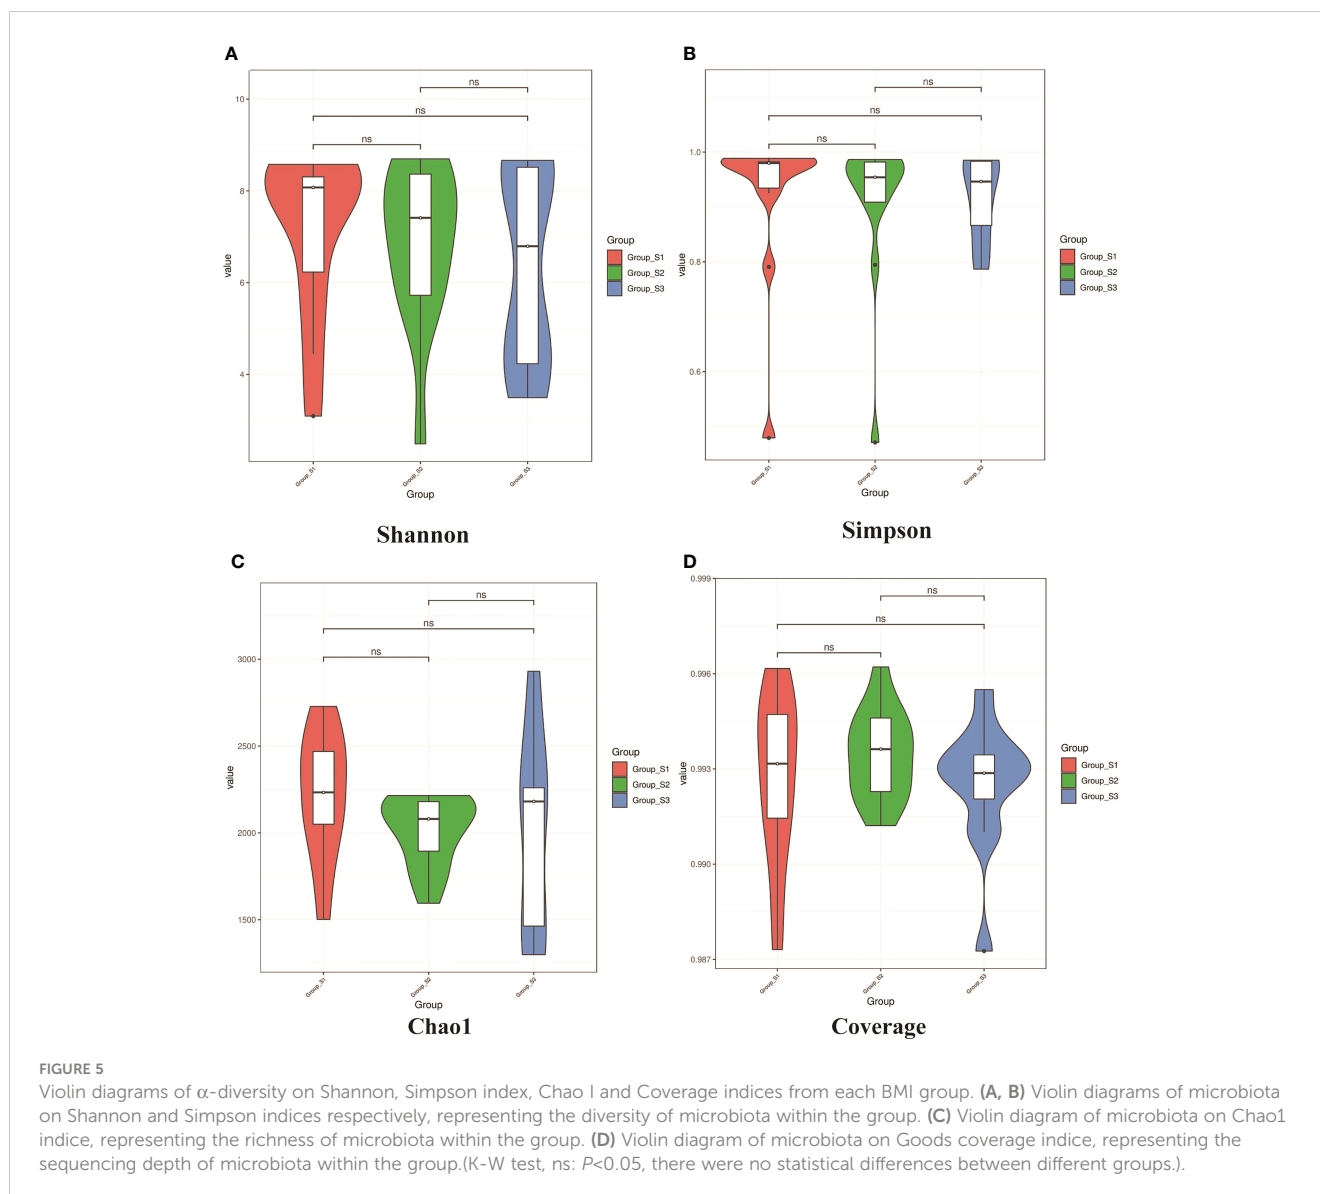 A
10
8
6
4
value
ns
ns
ns
Group_S1
Group_S2
Group_S3
Group
Group
Group_S1
Group_S2
Group_S3
Shannon
B
1.0
0.8
0.6
value
ns
ns
ns
Group_S1
Group_S2
Group_S3
Group
Group
Group_S1
Group_S2
Group_S3
Simpson
C
3000
2500
2000
1500
value
ns
ns
ns
Group_S1
Group_S2
Group_S3
Group
Group
Group_S1
Group_S2
Group_S3
Chao1
D
0.999
0.996
0.993
0.990
0.987
value
ns
ns
ns
Group_S1
Group_S2
Group_S3
Group
Group
Group_S1
Group_S2
Group_S3
Coverage
FIGURE 5
Violin diagrams of α-diversity on Shannon, Simpson index, Chao I and Coverage indices from each BMI group. (A, B) Violin diagrams of microbiota
on Shannon and Simpson indices respectively, representing the diversity of microbiota within the group. (C) Violin diagram of microbiota on Chao1
indice, representing the richness of microbiota within the group. (D) Violin diagram of microbiota on Goods coverage indice, representing the
sequencing depth of microbiota within the group.(K-W test, ns: P<0.05, there were no statistical differences between different groups.).